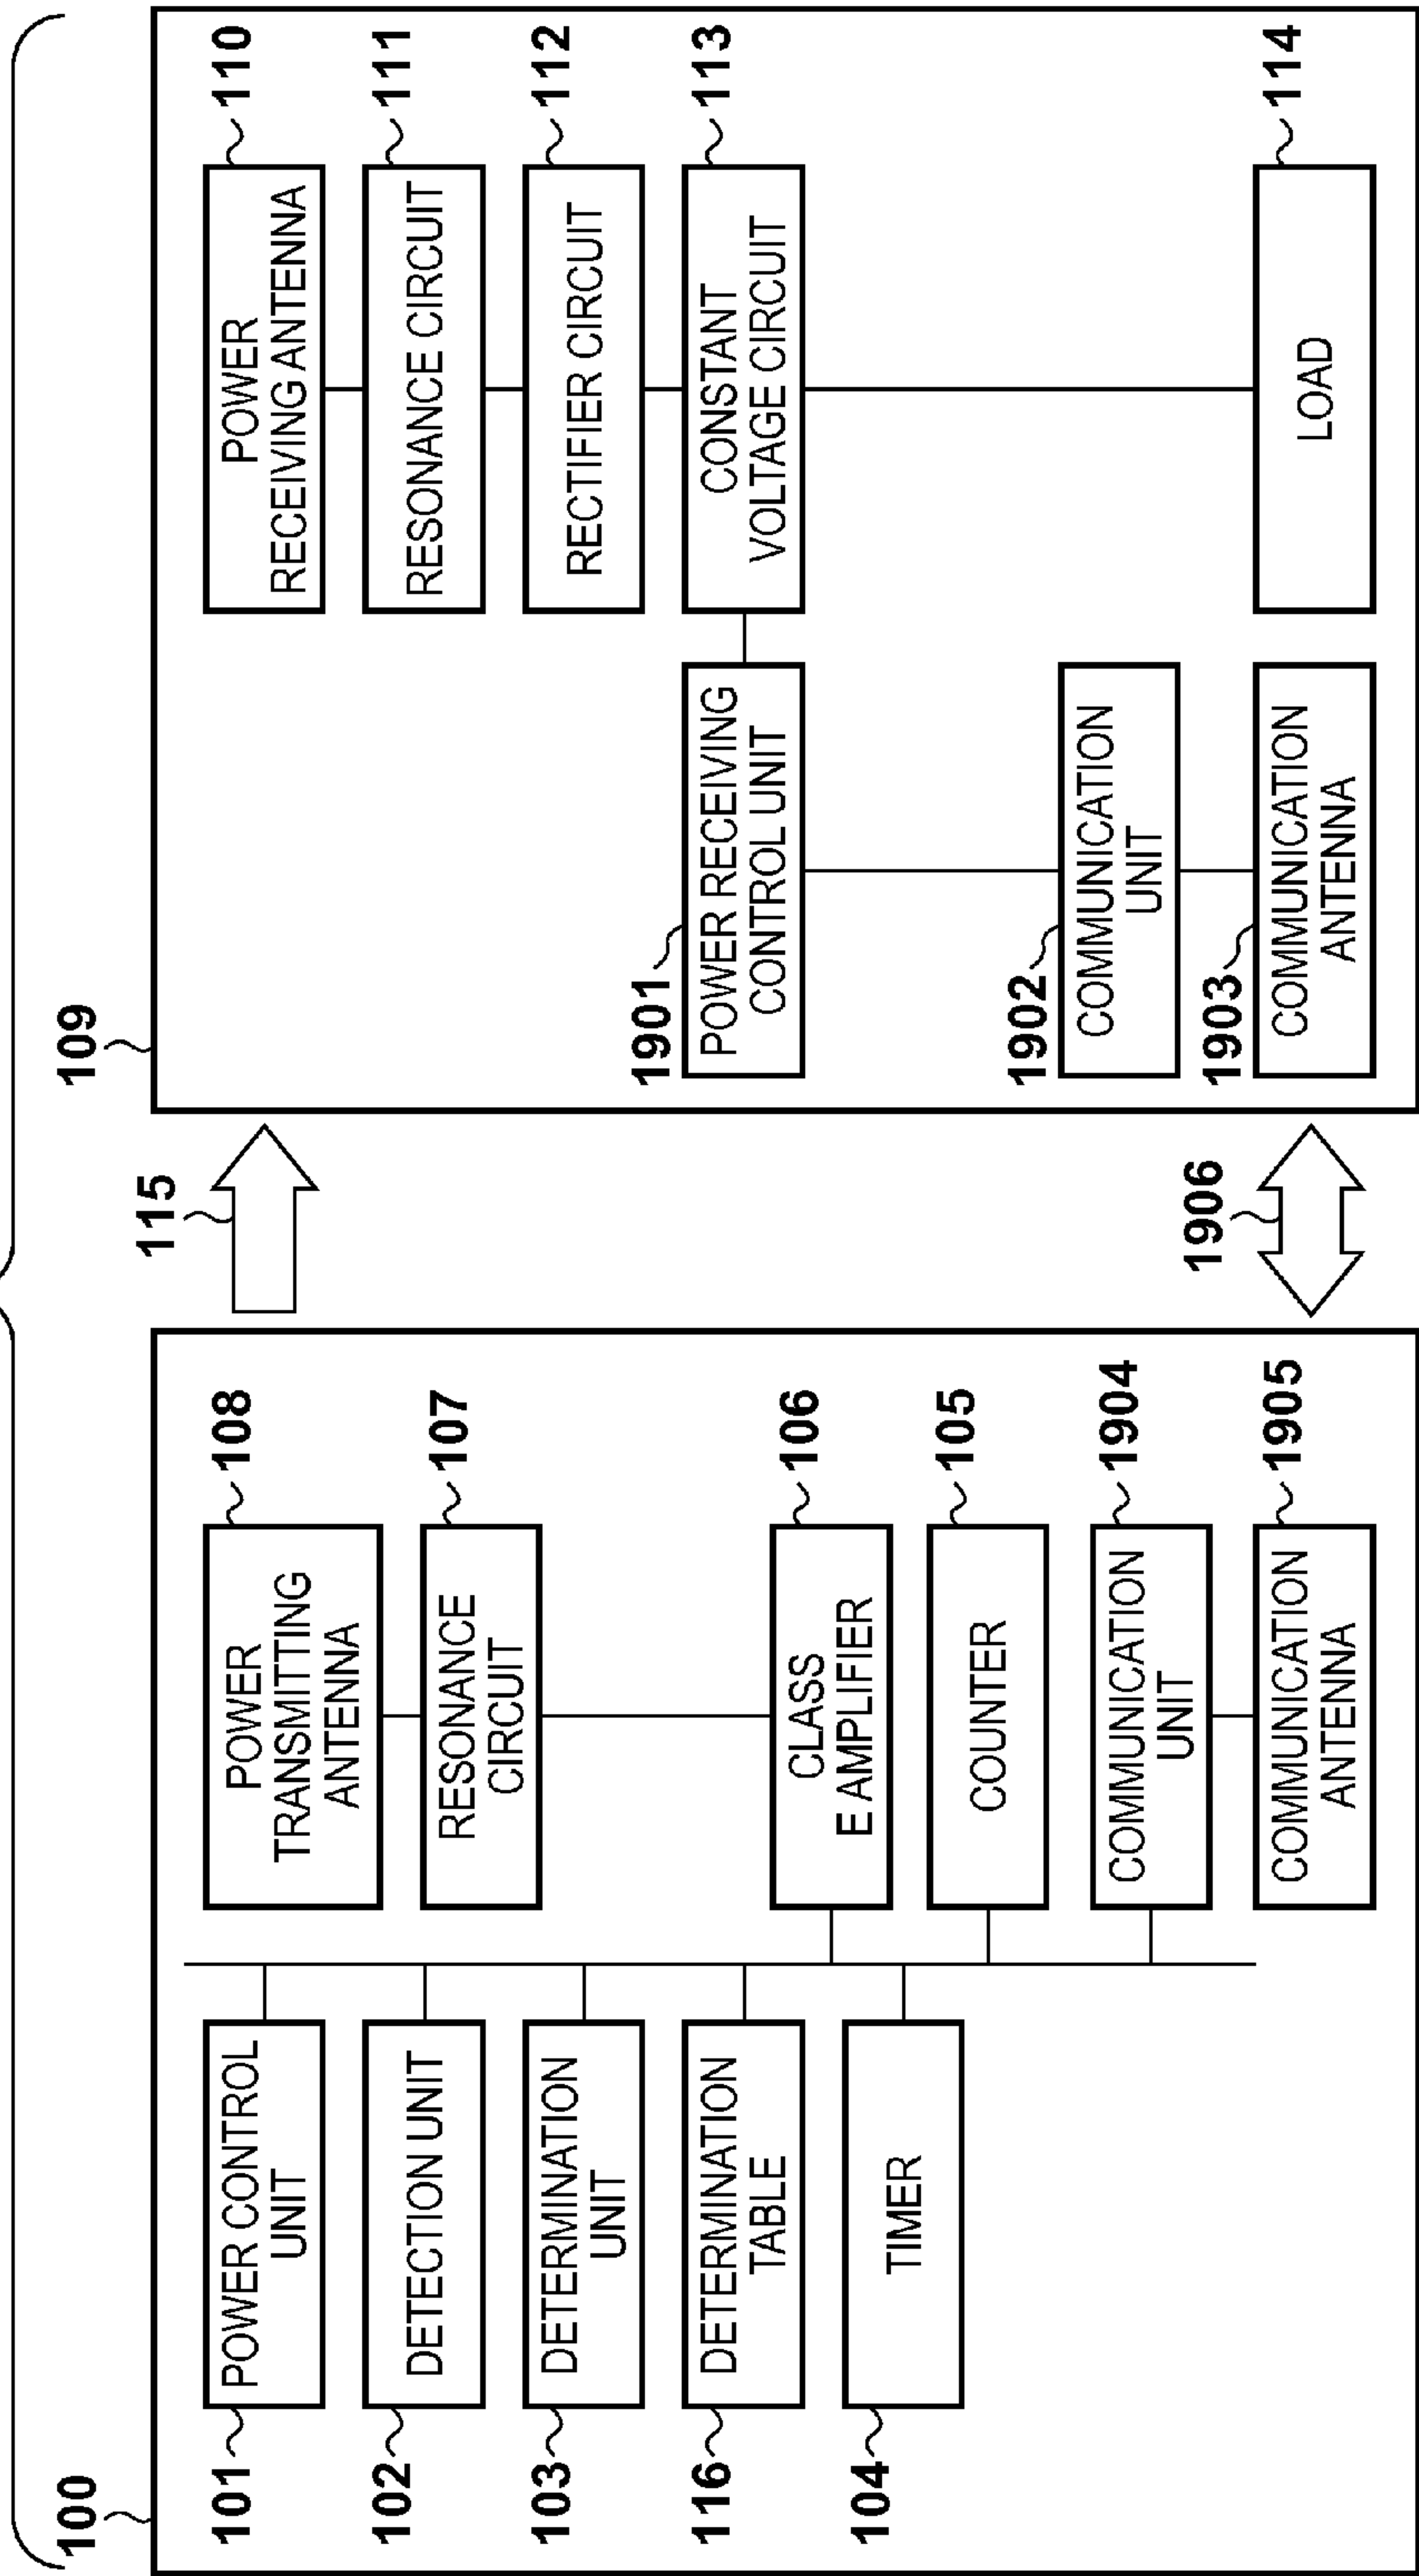 100
101
POWER CONTROL
UNIT
102
DETECTION UNIT
103
DETERMINATION
UNIT
116
DETERMINATION
TABLE
104
TIMER
108
POWER
TRANSMITTING
ANTENNA
107
RESONANCE
CIRCUIT
106
CLASS
E AMPLIFIER
105
COUNTER
1904
COMMUNICATION
UNIT
1905
COMMUNICATION
ANTENNA
115
1906
109
1901
POWER RECEIVING
CONTROL UNIT
1902
COMMUNICATION
UNIT
1903
COMMUNICATION
ANTENNA
110
POWER
RECEIVING ANTENNA
111
RESONANCE CIRCUIT
112
RECTIFIER CIRCUIT
113
CONSTANT
VOLTAGE CIRCUIT
114
LOAD